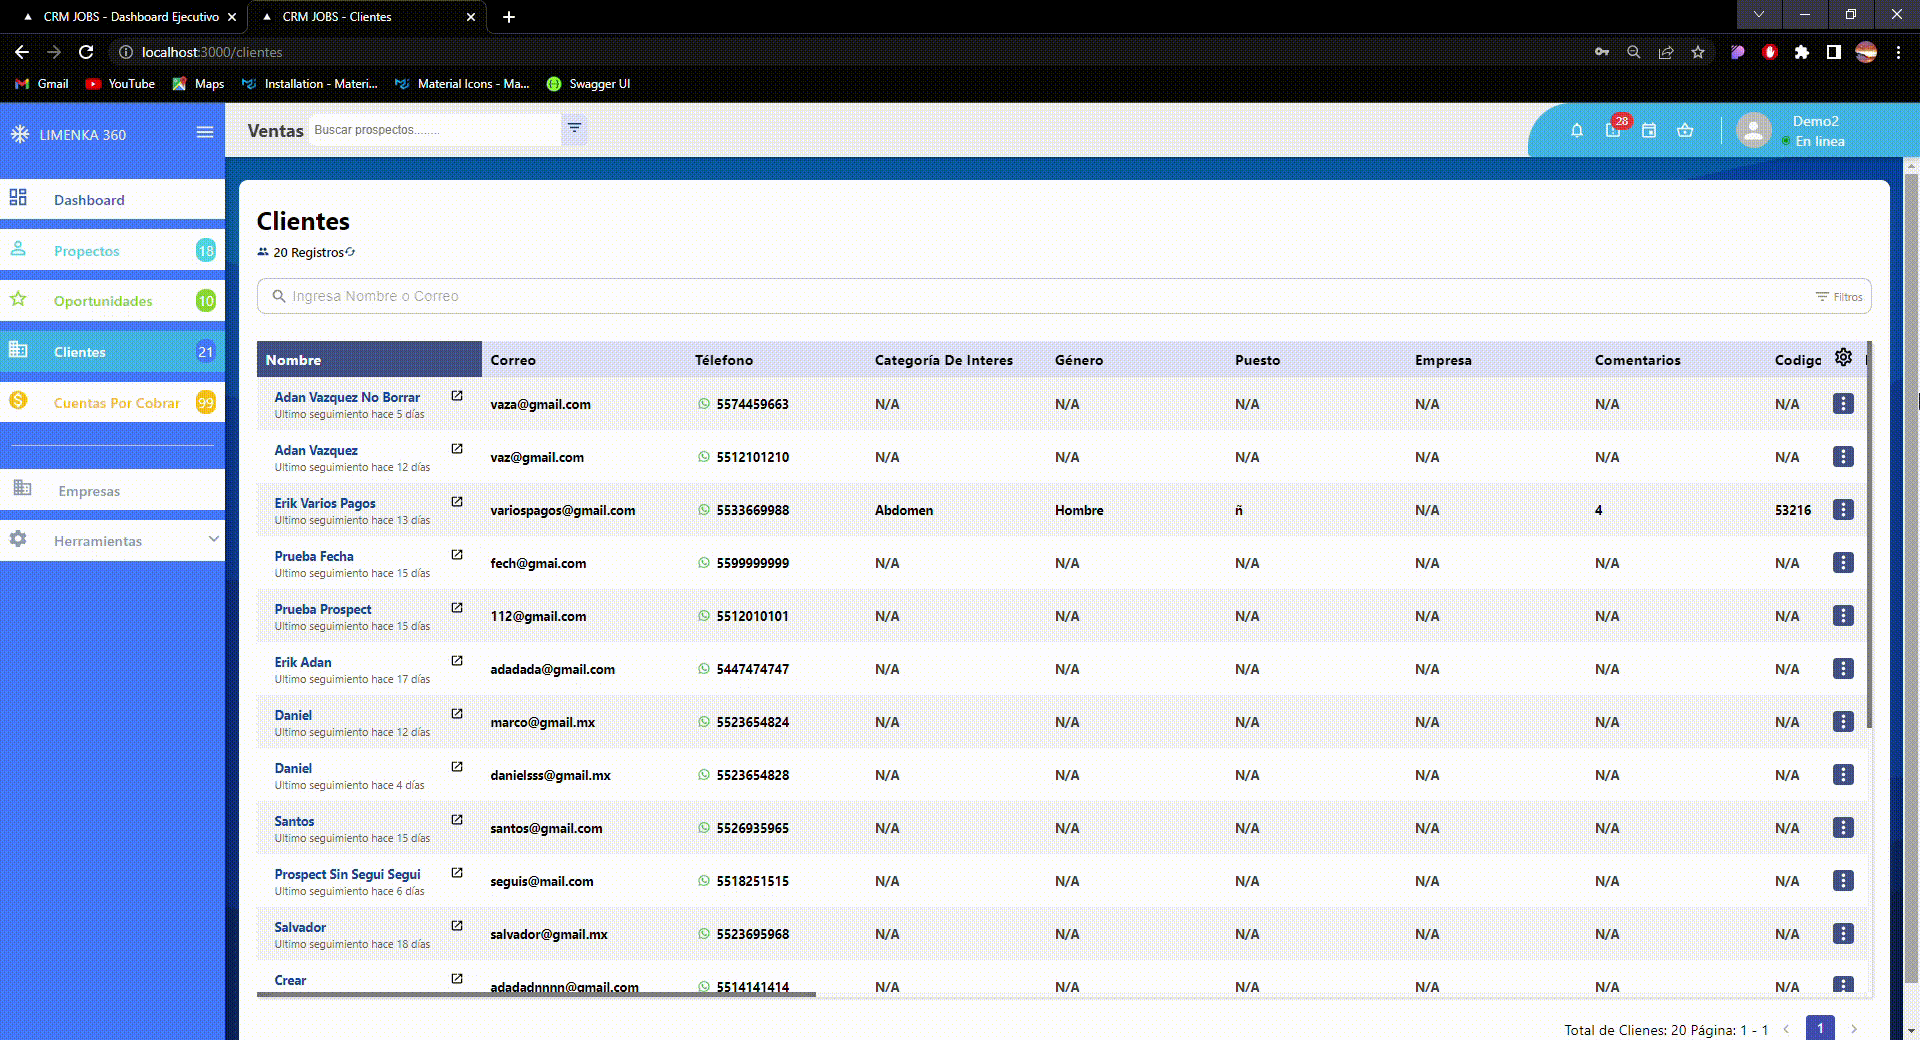 CRM JOBS - Dashboard Ejecutivo
CRM JOBS - Clientes
localhost:3000/clientes
Gmail
YouTube
Maps
Installation - Materi...
Material Icons - Ma...
Swagger UI
LIMENKA 360
Ventas
Buscar prospectos........
28
Demo2
En linea
Dashboard
Propectos 18
Oportunidades 10
Clientes 21
Cuentas Por Cobrar 99
Empresas
Herramientas
Clientes
20 Registros
Ingresa Nombre o Correo
Filtros
Nombre Correo Télefono Categoría De Interes Género Puesto Empresa Comentarios Codigo
Adan Vazquez No Borrar
Ultimo seguimiento hace 5 días
vaza@gmail.com 5574459663 N/A N/A N/A N/A N/A N/A
Adan Vazquez
Ultimo seguimiento hace 12 días
vaz@gmail.com 5512101210 N/A N/A N/A N/A N/A N/A
Erik Varios Pagos
Ultimo seguimiento hace 13 días
variospagos@gmail.com 5533669988 Abdomen Hombre ñ N/A 4 53216
Prueba Fecha
Ultimo seguimiento hace 15 días
fech@gmai.com 5599999999 N/A N/A N/A N/A N/A N/A
Prueba Prospect
Ultimo seguimiento hace 15 días
112@gmail.com 5512010101 N/A N/A N/A N/A N/A N/A
Erik Adan
Ultimo seguimiento hace 17 días
adadada@gmail.com 5447474747 N/A N/A N/A N/A N/A N/A
Daniel
Ultimo seguimiento hace 12 días
marco@gmail.mx 5523654824 N/A N/A N/A N/A N/A N/A
Daniel
Ultimo seguimiento hace 4 días
danielsss@gmail.mx 5523654828 N/A N/A N/A N/A N/A N/A
Santos
Ultimo seguimiento hace 15 días
santos@gmail.com 5526935965 N/A N/A N/A N/A N/A N/A
Prospect Sin Segui Segui
Ultimo seguimiento hace 6 días
seguis@mail.com 5518251515 N/A N/A N/A N/A N/A N/A
Salvador
Ultimo seguimiento hace 18 días
salvador@gmail.mx 5523695968 N/A N/A N/A N/A N/A N/A
Crear
adadadnnnn@gmail.com 5514141414 N/A N/A N/A N/A N/A N/A
Total de Clienes: 20 Página: 1 - 1
1